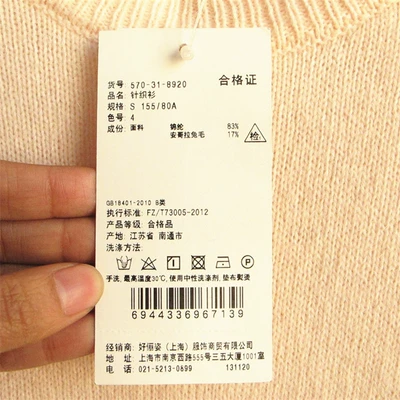 合格证
货号: 570-31-8920
品名: 针织衫
规格: S 155/80A
色号: 4
成份: 面料 锦纶 83%
安哥拉兔毛 17%
检
GB18401-2010 B类
执行标准: FZ/T73005-2012
产品等级: 合格品
产地: 江苏省 南通市
洗涤方法:
手洗,最高温度30℃,使用中性洗涤剂,垫布熨烫
6944336967139
经销商: 好俪姿(上海)服饰商贸有限公司
地 址: 上海市南京西路555号三五大厦1001室
电 话: 021-5213-0899 131120